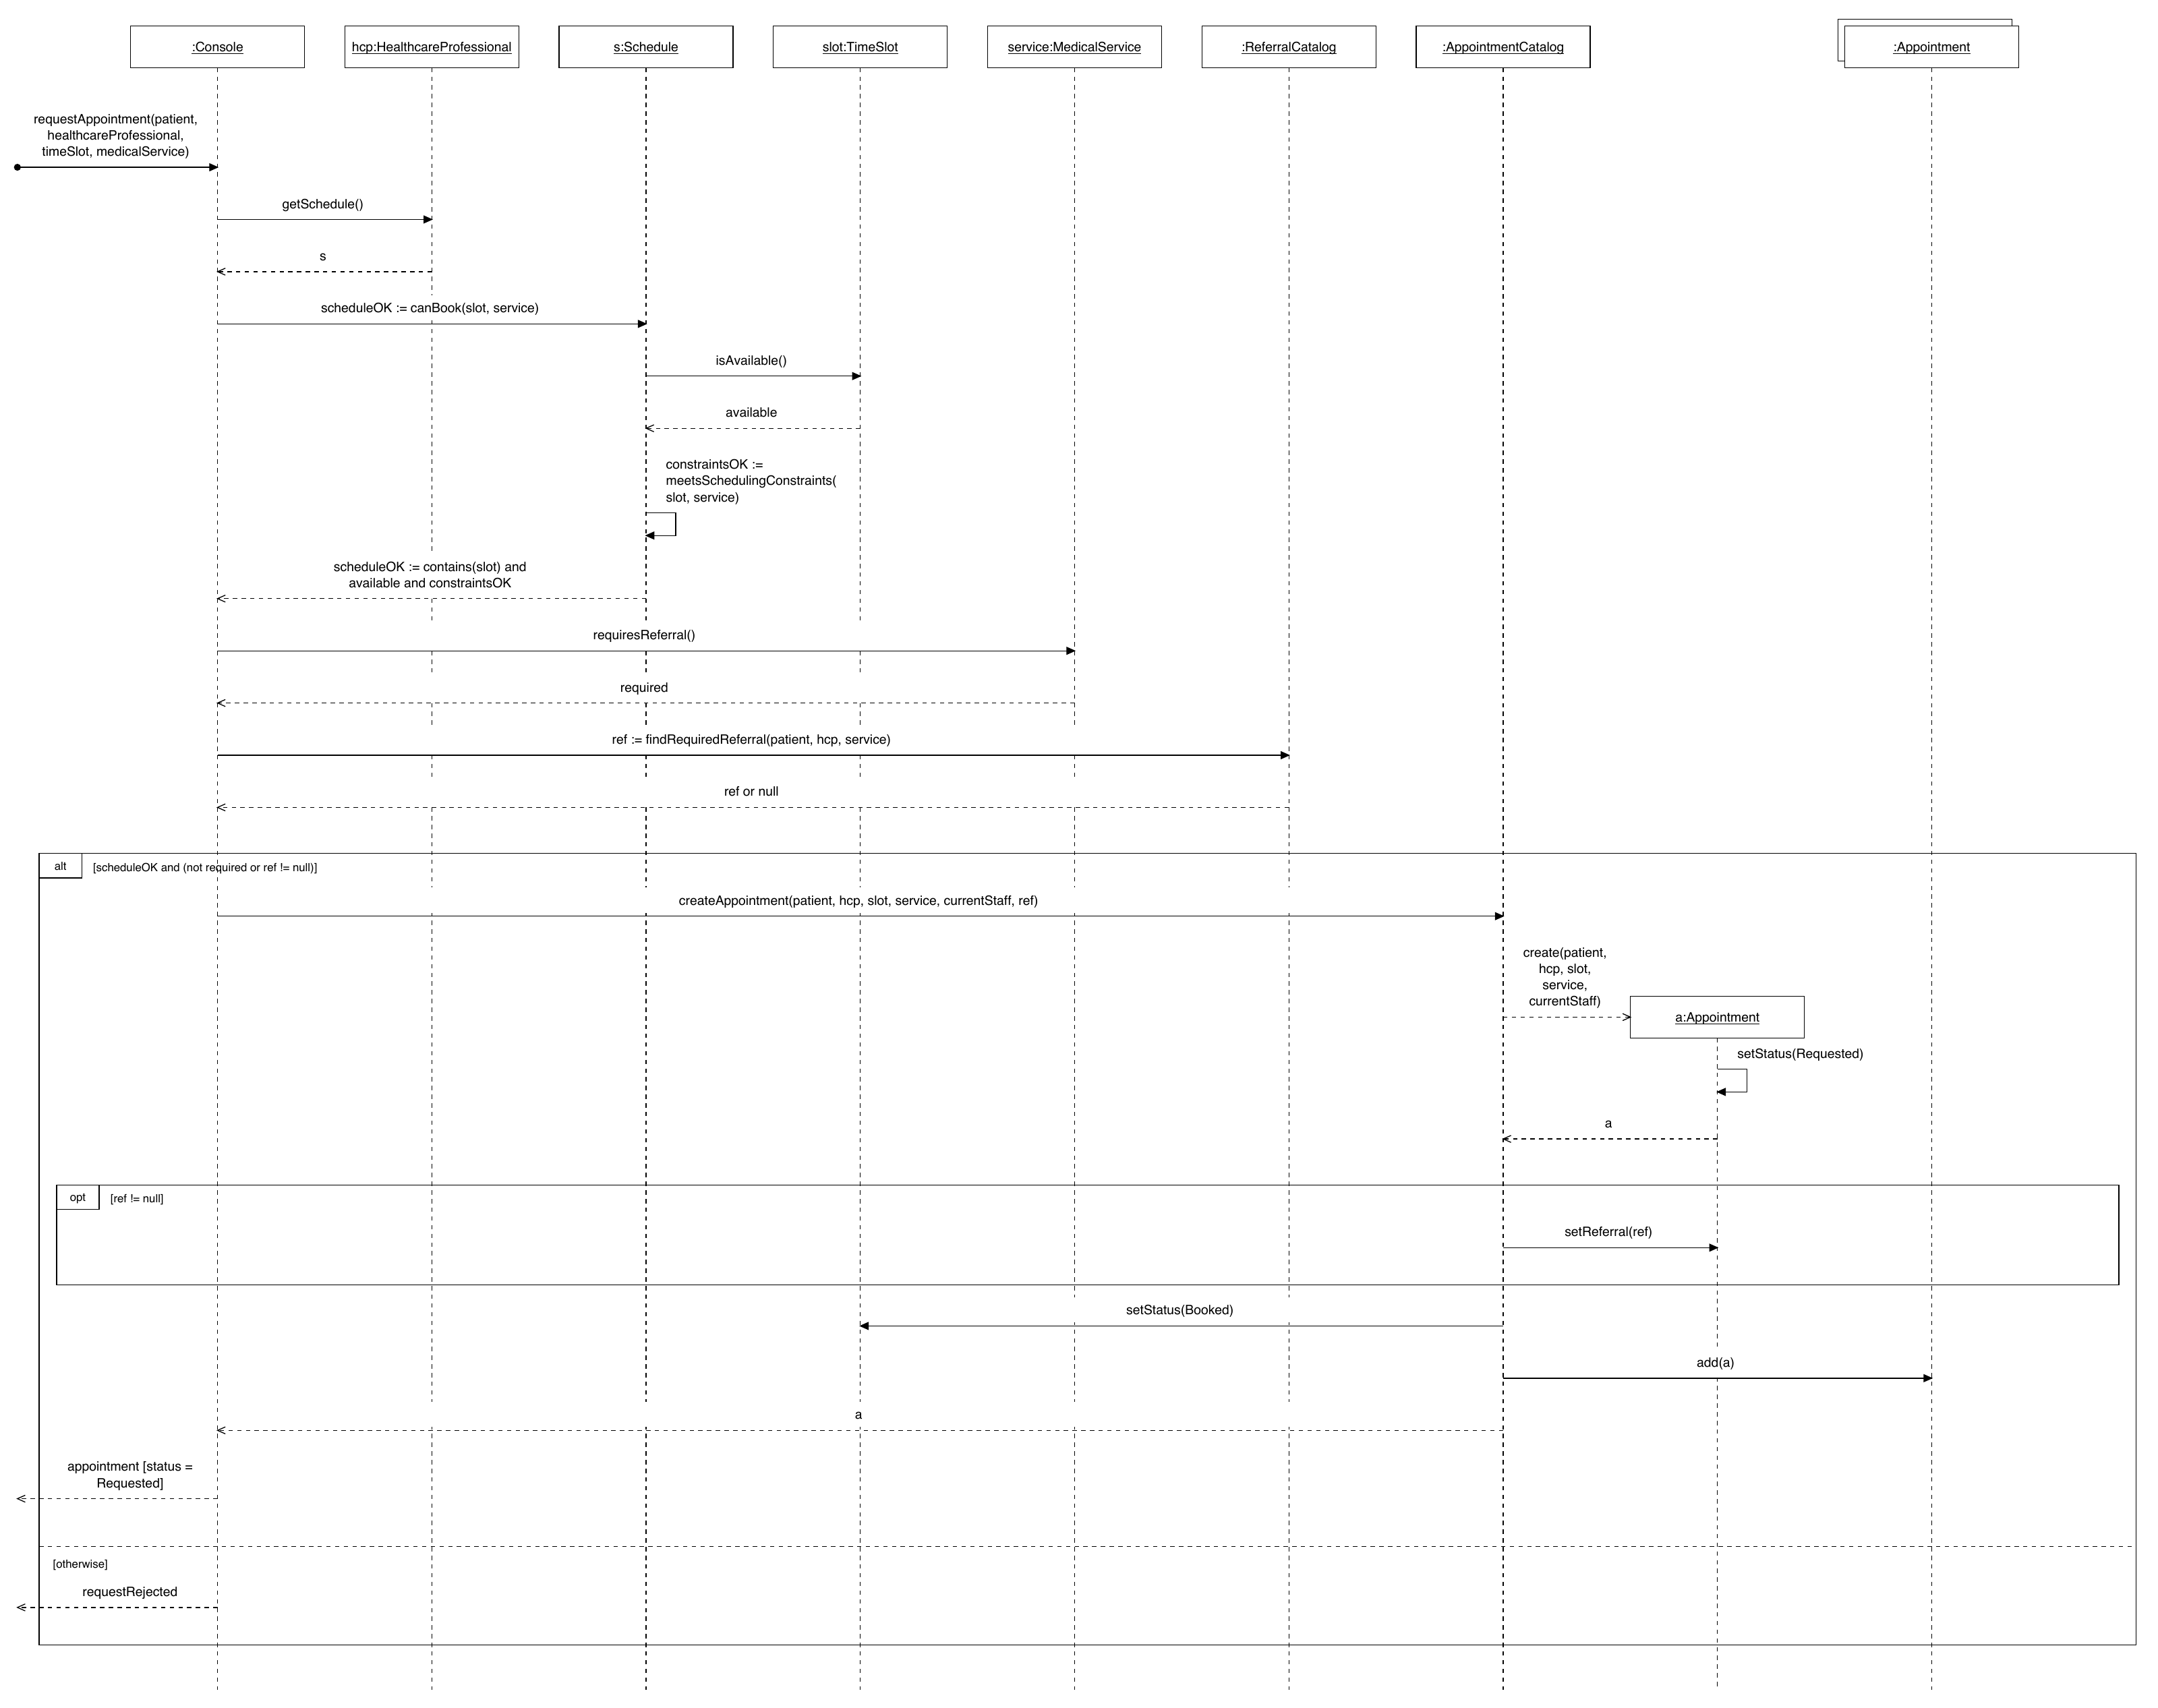 :Console
hcp:HealthcareProfessional
s:Schedule
slot:TimeSlot
service:MedicalService
:ReferralCatalog
:AppointmentCatalog
:Appointment
requestAppointment(patient,
healthcareProfessional,
timeSlot, medicalService)
getSchedule()
s
scheduleOK := canBook(slot, service)
isAvailable()
available
constraintsOK :=
meetsSchedulingConstraints(
slot, service)
scheduleOK := contains(slot) and
available and constraintsOK
requiresReferral()
required
ref := findRequiredReferral(patient, hcp, service)
ref or null
alt
[scheduleOK and (not required or ref != null)]
createAppointment(patient, hcp, slot, service, currentStaff, ref)
create(patient,
hcp, slot,
service,
currentStaff)
a:Appointment
setStatus(Requested)
a
opt
[ref != null]
setReferral(ref)
setStatus(Booked)
add(a)
a
appointment [status =
Requested]
[otherwise]
requestRejected